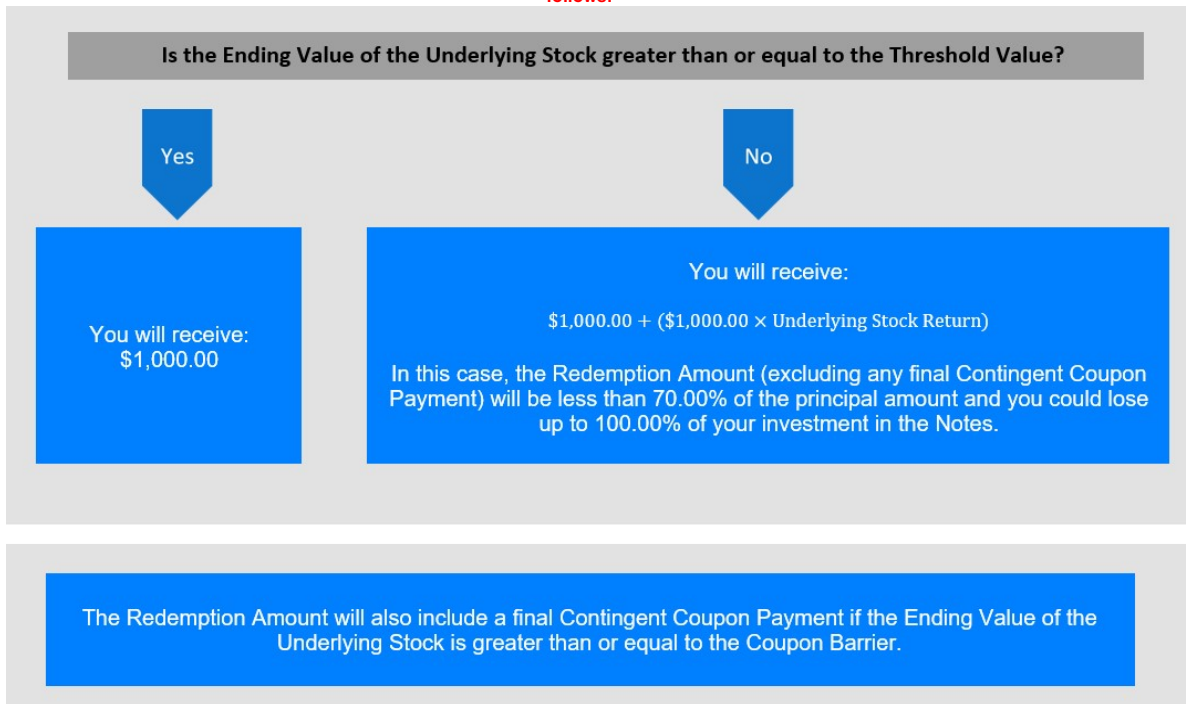 follows:
Is the Ending Value of the Underlying Stock greater than or equal to the Threshold Value?
Yes
No
You will receive:
$1,000.00
You will receive:
$1,000.00 + ($1,000.00 × Underlying Stock Return)
In this case, the Redemption Amount (excluding any final Contingent Coupon
Payment) will be less than 70.00% of the principal amount and you could lose
up to 100.00% of your investment in the Notes.
The Redemption Amount will also include a final Contingent Coupon Payment if the Ending Value of the
Underlying Stock is greater than or equal to the Coupon Barrier.